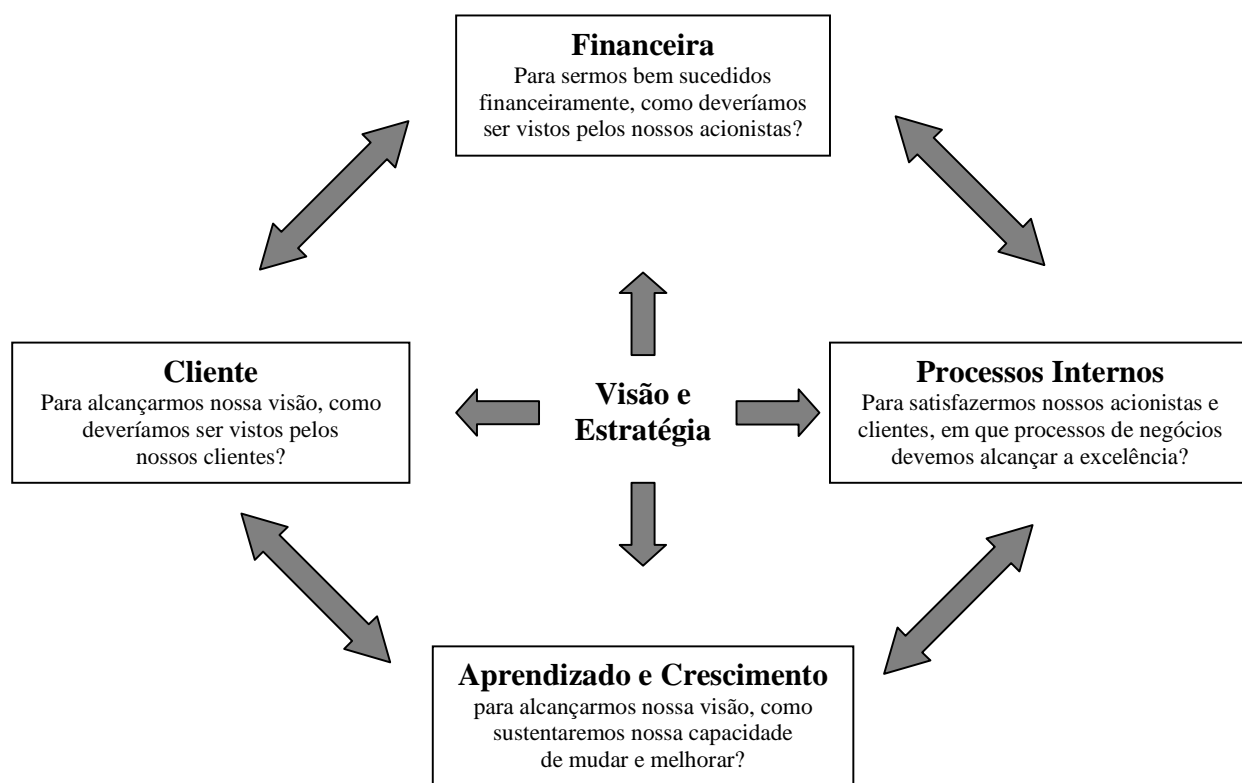 Financeira
Para sermos bem sucedidos
financeiramente, como deveríamos
ser vistos pelos nossos acionistas?
Cliente
Para alcançarmos nossa visão, como
deveríamos ser vistos pelos
nossos clientes?
Visão e
Estratégia
Processos Internos
Para satisfazermos nossos acionistas e
clientes, em que processos de negócios
devemos alcançar a excelência?
Aprendizado e Crescimento
para alcançarmos nossa visão, como
sustentaremos nossa capacidade
de mudar e melhorar?